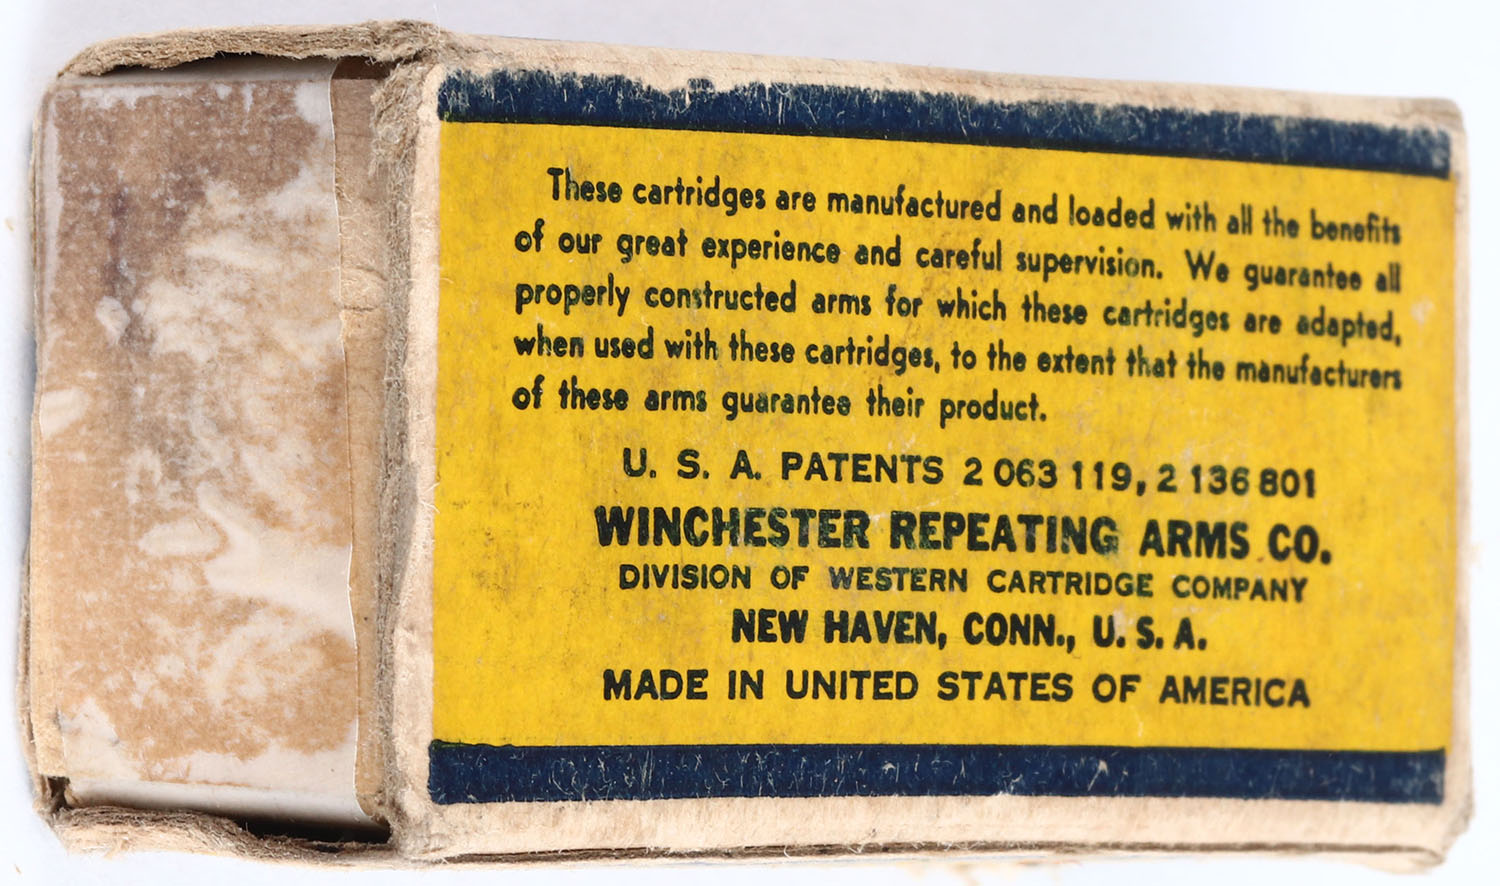 These cartridges are manufactured and loaded with all the benefits
of our great experience and careful supervision. We guarantee all
properly constructed arms for which these cartridges are adapted,
when used with these cartridges, to the extent that the manufacturers
of these arms guarantee their product.
U. S. A. PATENTS 2 063 119, 2 136 801
WINCHESTER REPEATING ARMS CO.
DIVISION OF WESTERN CARTRIDGE COMPANY
NEW HAVEN, CONN., U. S. A.
MADE IN UNITED STATES OF AMERICA